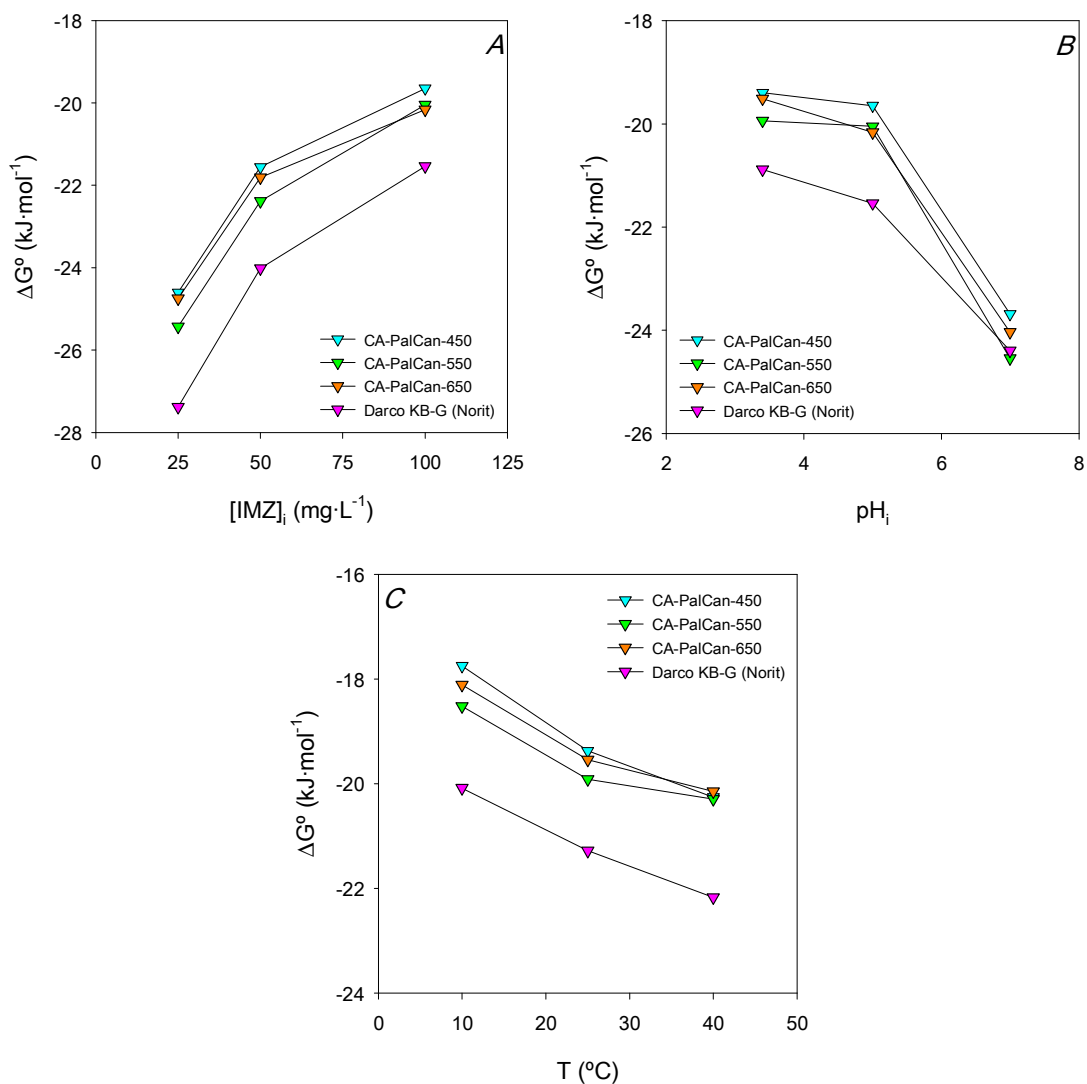 A
ΔGº (kJ·mol⁻¹)
-18
-20
-22
-24
-26
-28
0 25 50 75 100 125
[IMZ]ᵢ (mg·L⁻¹)
CA-PalCan-450
CA-PalCan-550
CA-PalCan-650
Darco KB-G (Norit)
B
ΔGº (kJ·mol⁻¹)
-18
-20
-22
-24
-26
2 4 6 8
pHᵢ
CA-PalCan-450
CA-PalCan-550
CA-PalCan-650
Darco KB-G (Norit)
C
ΔGº (kJ·mol⁻¹)
-16
-18
-20
-22
-24
0 10 20 30 40 50
T (ºC)
CA-PalCan-450
CA-PalCan-550
CA-PalCan-650
Darco KB-G (Norit)